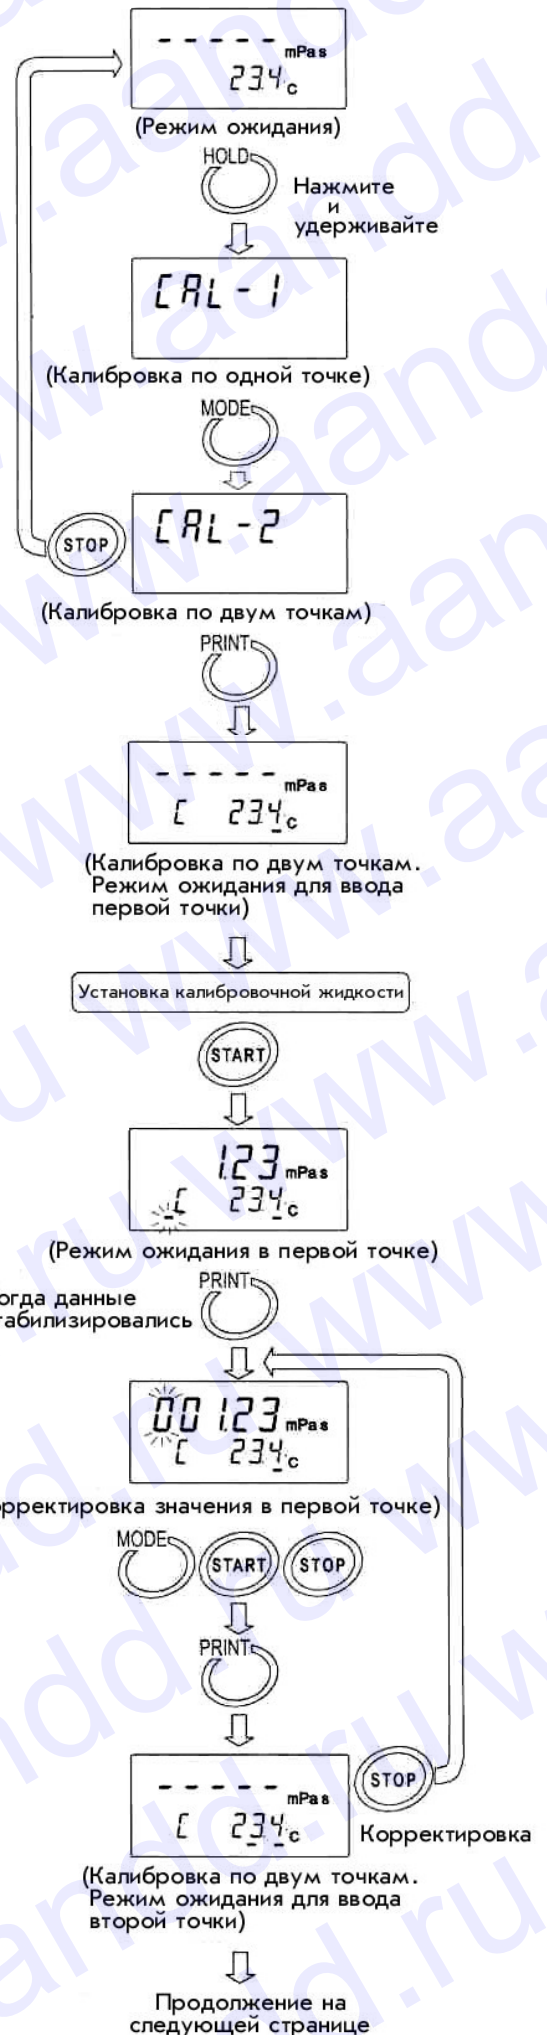 - - - - - mPas
23.4 c
(Режим ожидания)
HOLD
Нажмите
и
удерживайте
CAL-1
(Калибровка по одной точке)
MODE
CAL-2
STOP
(Калибровка по двум точкам)
PRINT
- - - - - mPas
C 23.4 c
(Калибровка по двум точкам.
Режим ожидания для ввода
первой точки)
Установка калибровочной жидкости
START
1.23 mPas
C 23.4 c
(Режим ожидания в первой точке)
огда данные
табилизировались
PRINT
001.23 mPas
C 23.4 c
орректировка значения в первой точке)
MODE START STOP
PRINT
- - - - - mPas
C 23.4 c
STOP
Корректировка
(Калибровка по двум точкам.
Режим ожидания для ввода
второй точки)
Продолжение на
следующей странице
www.aandd.ru